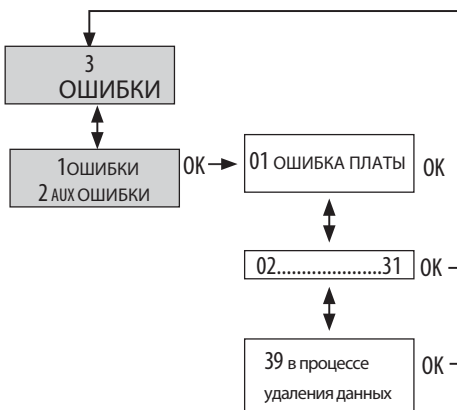 3
ОШИБКИ
1ОШИБКИ
2 AUX ОШИБКИ
OK
01 ОШИБКА ПЛАТЫ
OK
02.....................31
OK
39 в процессе
удаления данных
OK